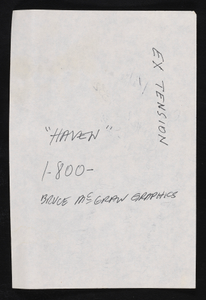 EX TENSION
"HAVEN"
1-800-
BRUCE McGRAW GRAPHICS